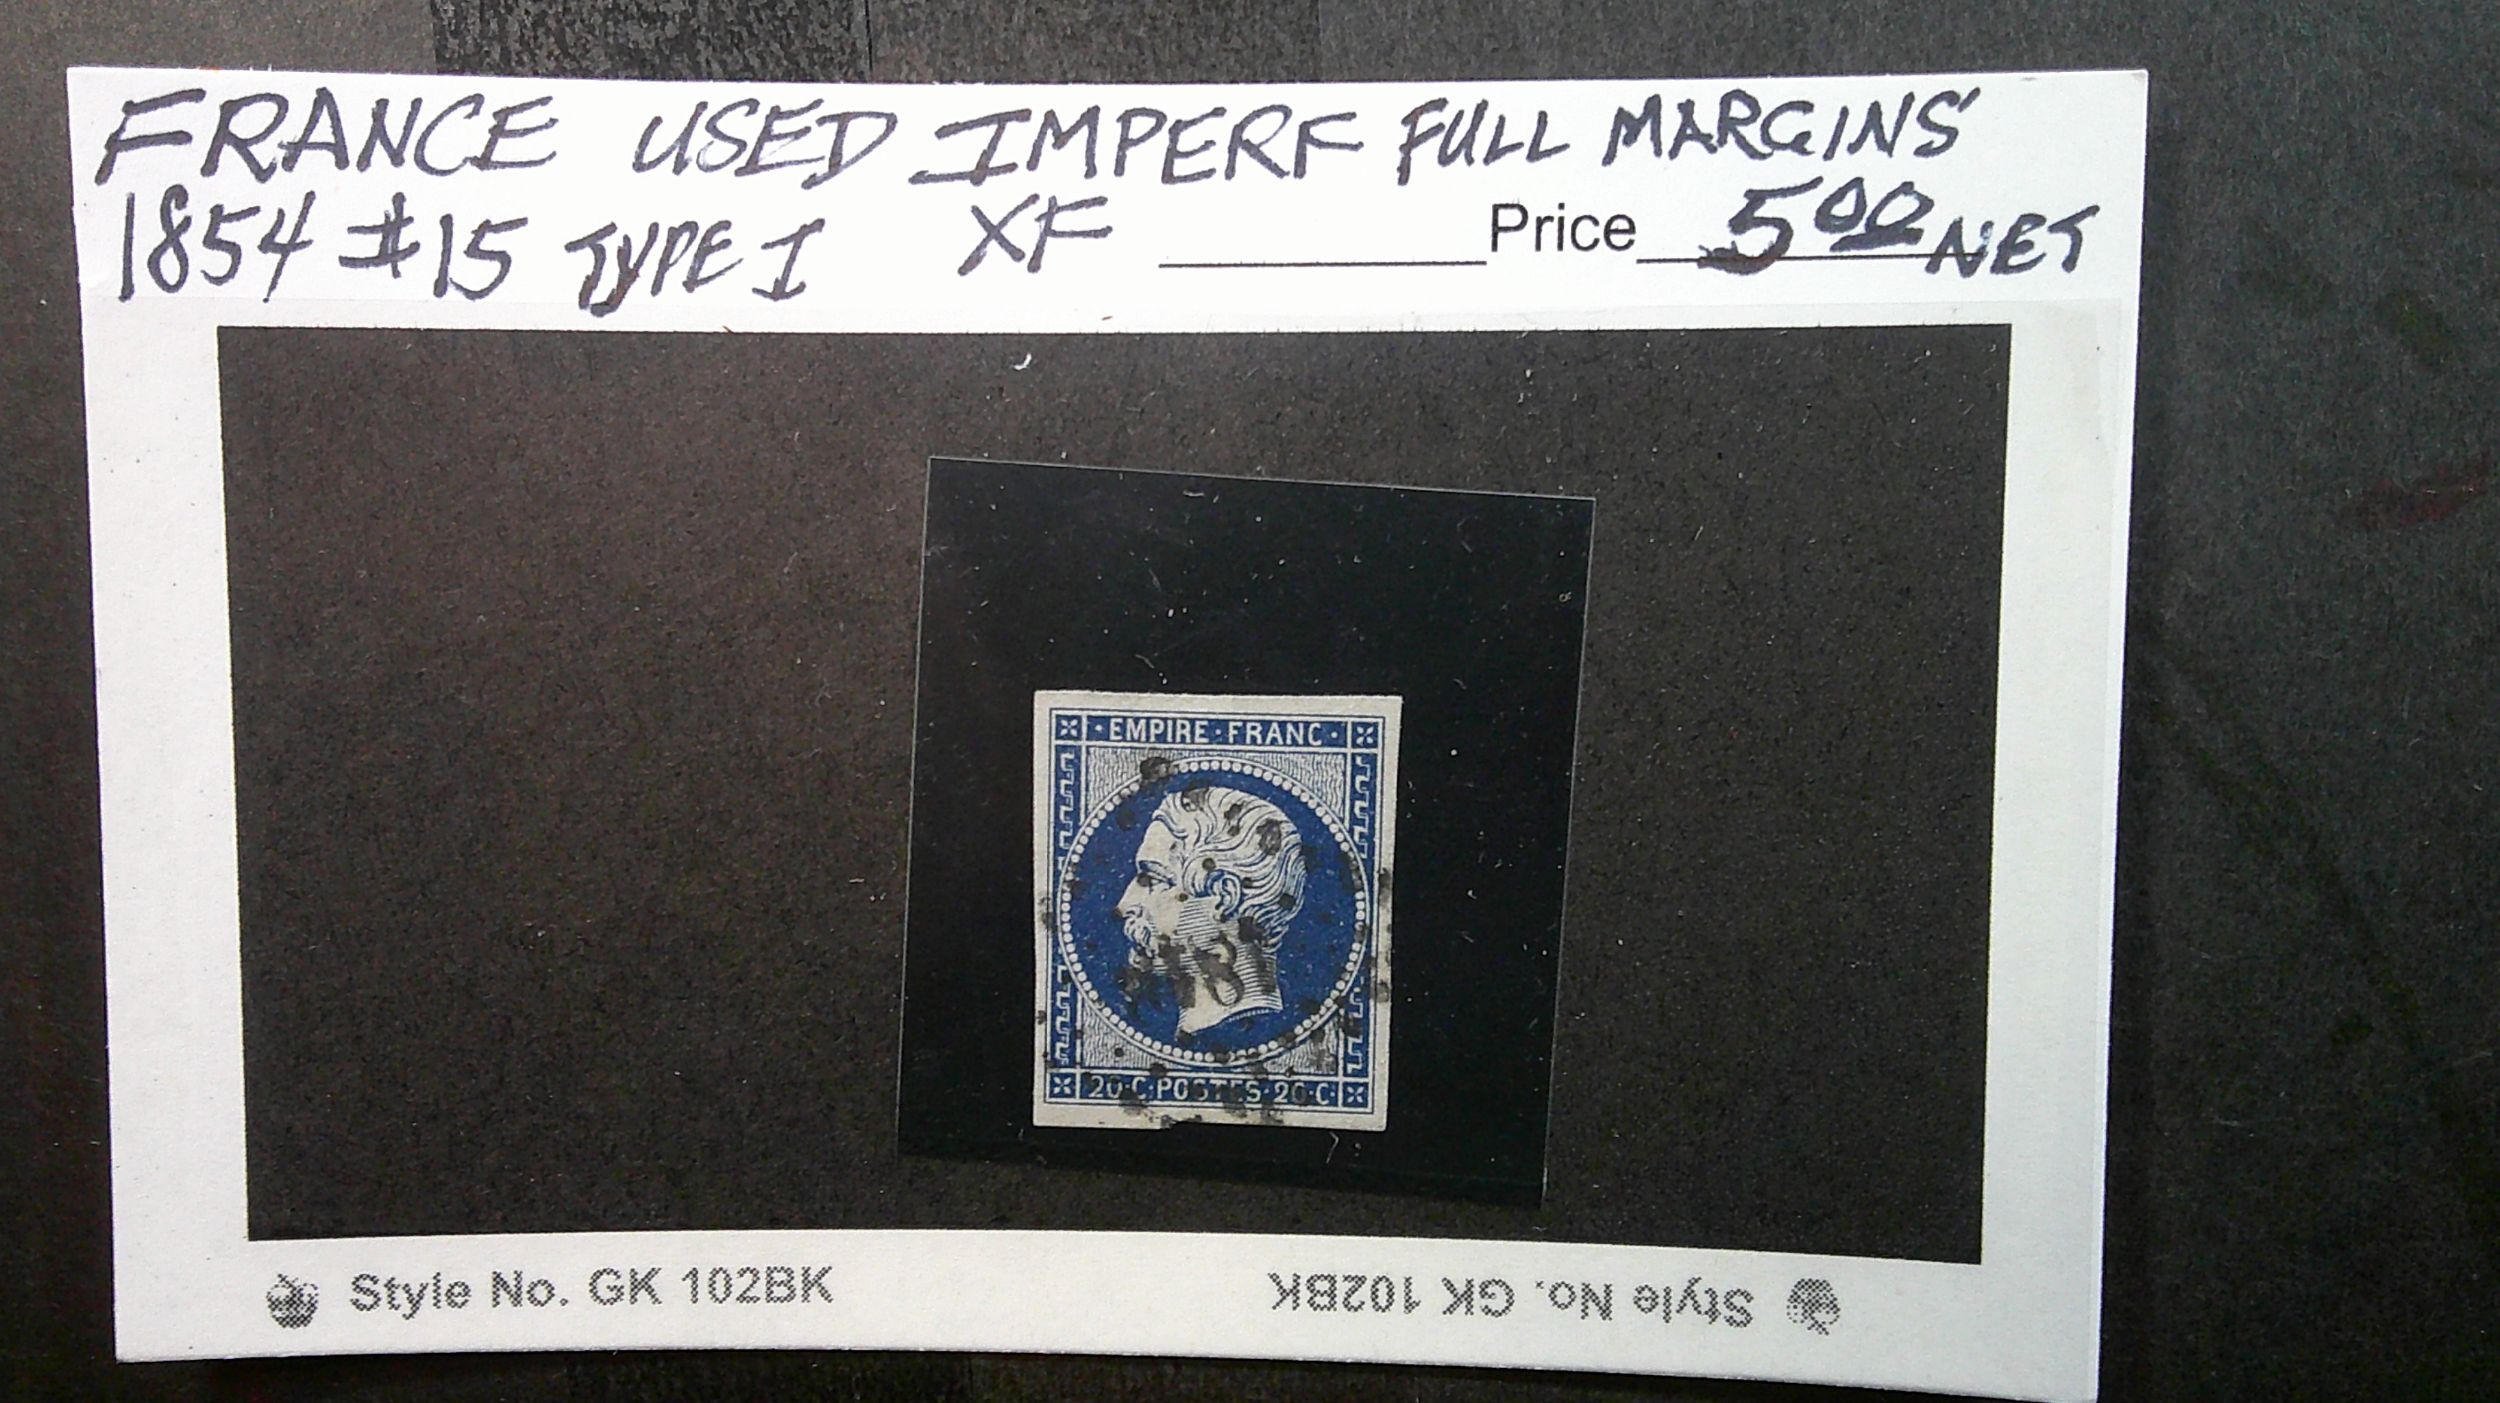 FRANCE USED IMPERF FULL MARGINS
1854 #15 TYPE I XF Price 5.00 NET
· EMPIRE · FRANC ·
20·C·POSTES·20·C·
Style No. GK 102BK
Style No. GK 102BK